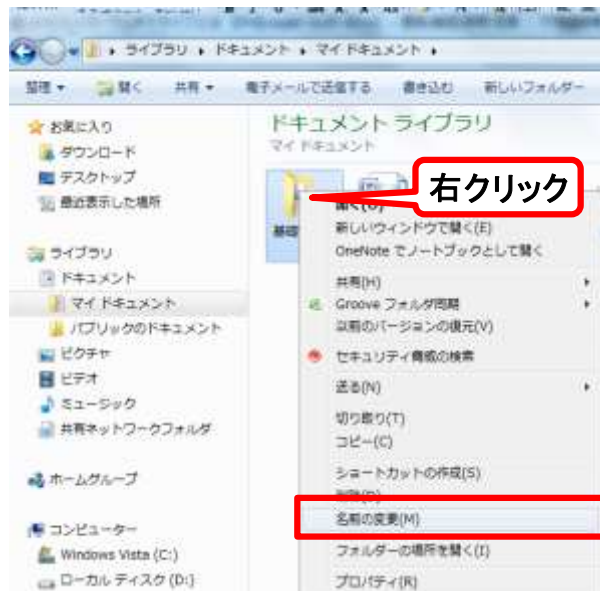 ライブラリ ▸ ドキュメント ▸ マイ ドキュメント ▸
整理 ▾ 開く 共有 ▾ 電子メールで送信する 書き込む 新しいフォルダー
お気に入り
ダウンロード
デスクトップ
最近表示した場所
ライブラリ
ドキュメント
マイ ドキュメント
パブリックのドキュメント
ピクチャ
ビデオ
ミュージック
共有ネットワークフォルダ
ホームグループ
コンピューター
Windows Vista (C:)
ローカル ディスク (D:)
ドキュメント ライブラリ
マイ ドキュメント
右クリック
基礎
開く(O)
新しいウィンドウで開く(E)
OneNote でノートブックとして開く
共有(H)
Groove フォルダ同期
以前のバージョンの復元(V)
セキュリティ脅威の検索
送る(N)
切り取り(T)
コピー(C)
ショートカットの作成(S)
削除(D)
名前の変更(M)
フォルダーの場所を開く(I)
プロパティ(R)